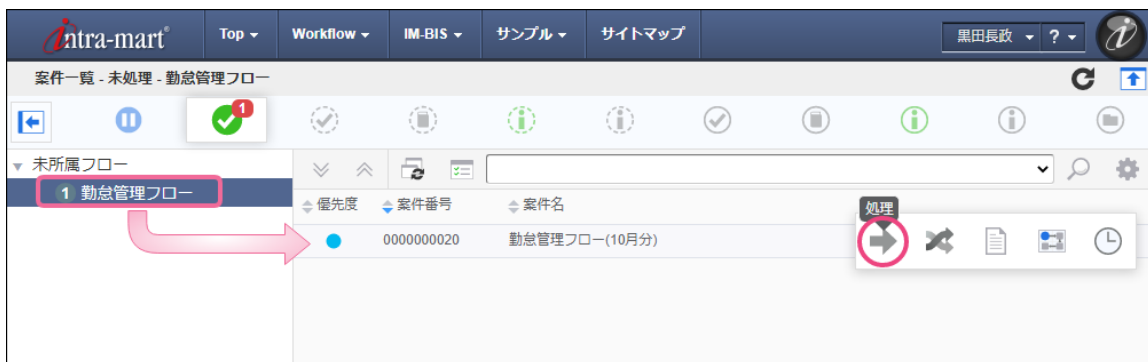 intra-mart Top Workflow IM-BIS サンプル サイトマップ 黒田長政 ?
案件一覧 - 未処理 - 勤怠管理フロー
1
未所属フロー
1 勤怠管理フロー
優先度 案件番号 案件名
処理
0000000020 勤怠管理フロー(10月分)